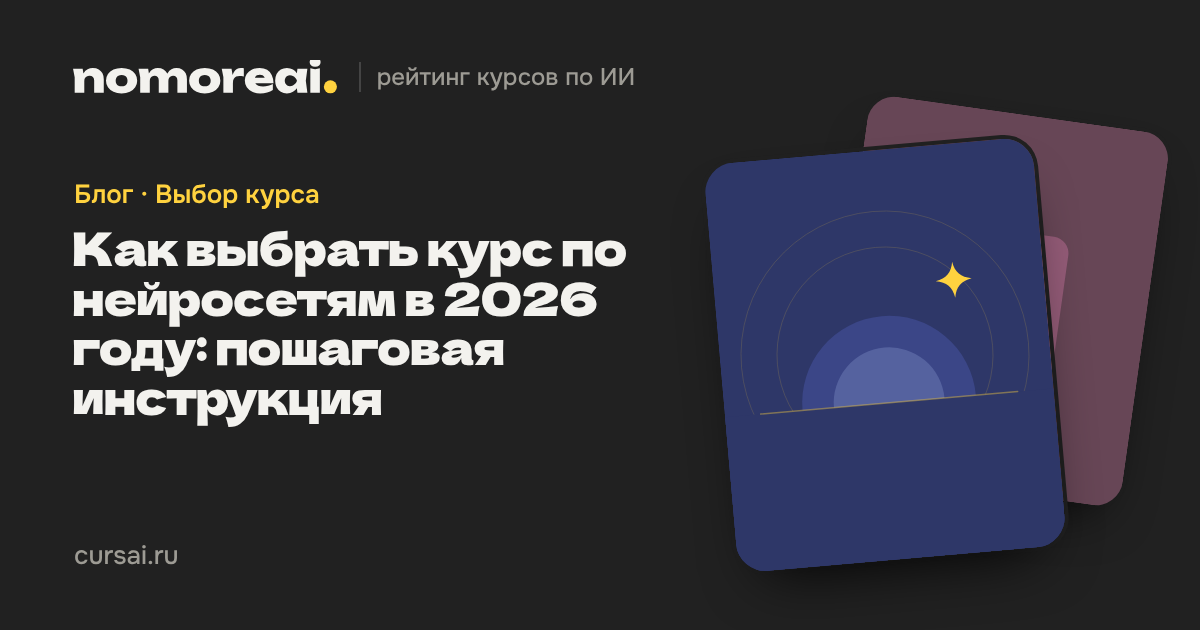 nomoreai.
рейтинг курсов по ИИ
Блог · Выбор курса
Как выбрать курс по
нейросетям в 2026
году: пошаговая
инструкция
cursai.ru